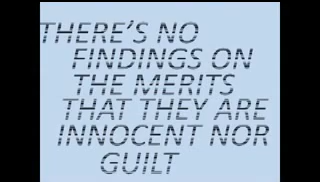 THERE'S NO
FINDINGS ON
THE MERITS
THAT THEY ARE
INNOCENT NOR
GUILT